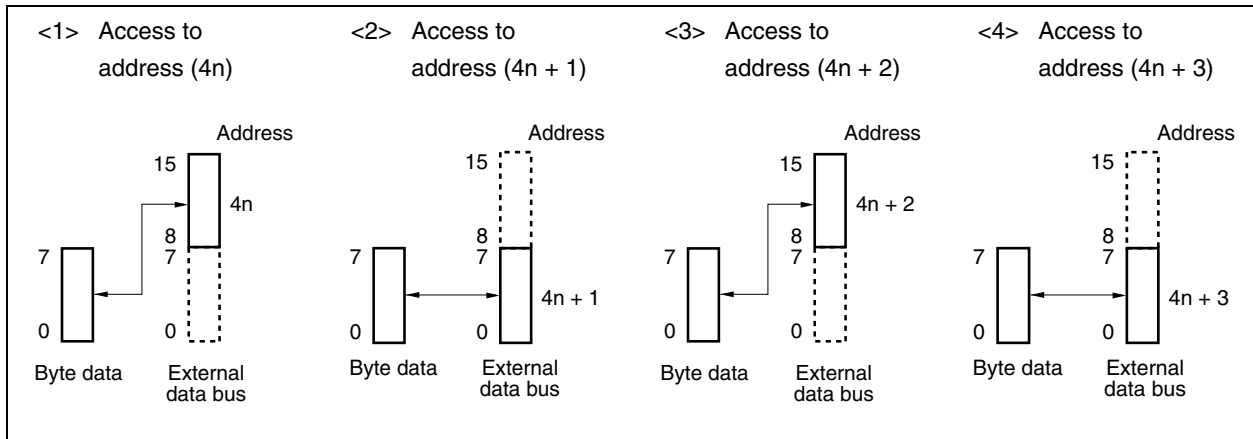 <1> Access to
address (4n)
Address
15
4n
8
7
7
0
0
Byte data
External
data bus
<2> Access to
address (4n + 1)
Address
15
8
7
7
4n + 1
0
0
Byte data
External
data bus
<3> Access to
address (4n + 2)
Address
15
4n + 2
8
7
7
0
0
Byte data
External
data bus
<4> Access to
address (4n + 3)
Address
15
8
7
7
4n + 3
0
0
Byte data
External
data bus